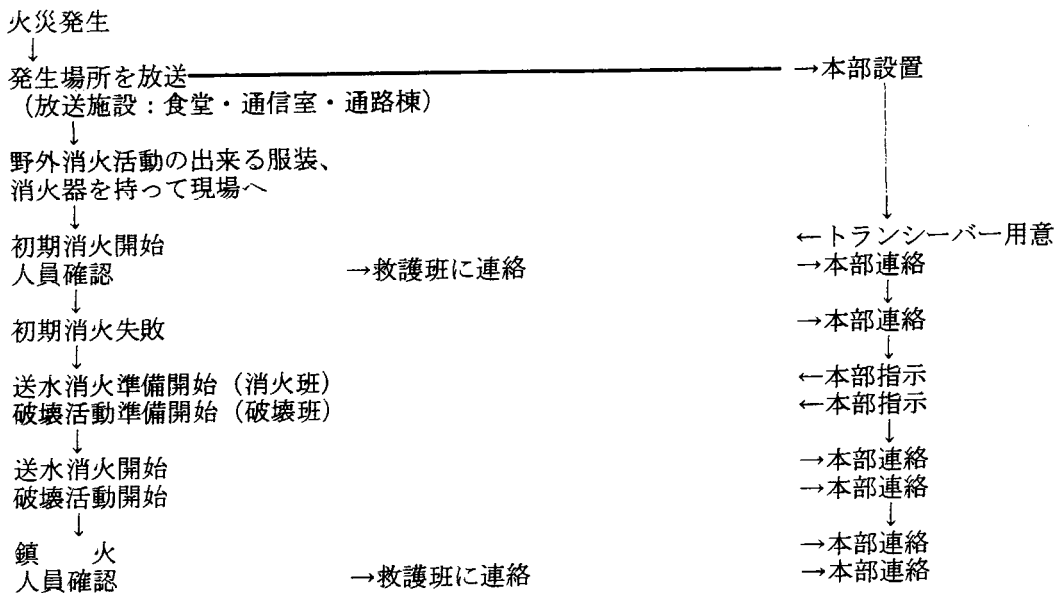 火災発生
↓
発生場所を放送 →本部設置
(放送施設：食堂・通信室・通路棟)
↓
野外消火活動の出来る服装、
消火器を持って現場へ
↓ ↓
初期消火開始 ←トランシーバー用意
人員確認 →救護班に連絡 →本部連絡
↓ ↓
初期消火失敗 →本部連絡
↓ ↓
送水消火準備開始（消火班） ←本部指示
破壊活動準備開始（破壊班） ←本部指示
↓ ↓
送水消火開始 →本部連絡
破壊活動開始 →本部連絡
↓ ↓
鎮　　火 →本部連絡
人員確認 →救護班に連絡 →本部連絡